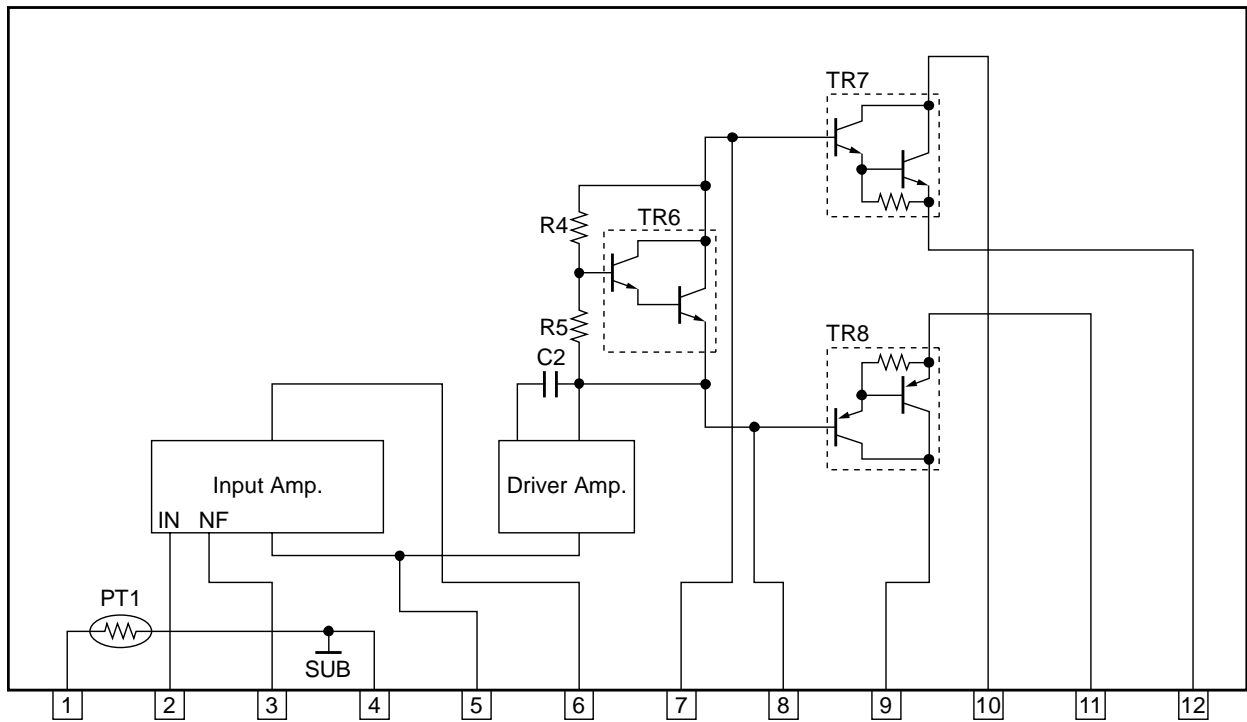 TR7
R4
TR6
R5
TR8
C2
Input Amp.
Driver Amp.
IN NF
PT1
SUB
1 2 3 4 5 6 7 8 9 10 11 12